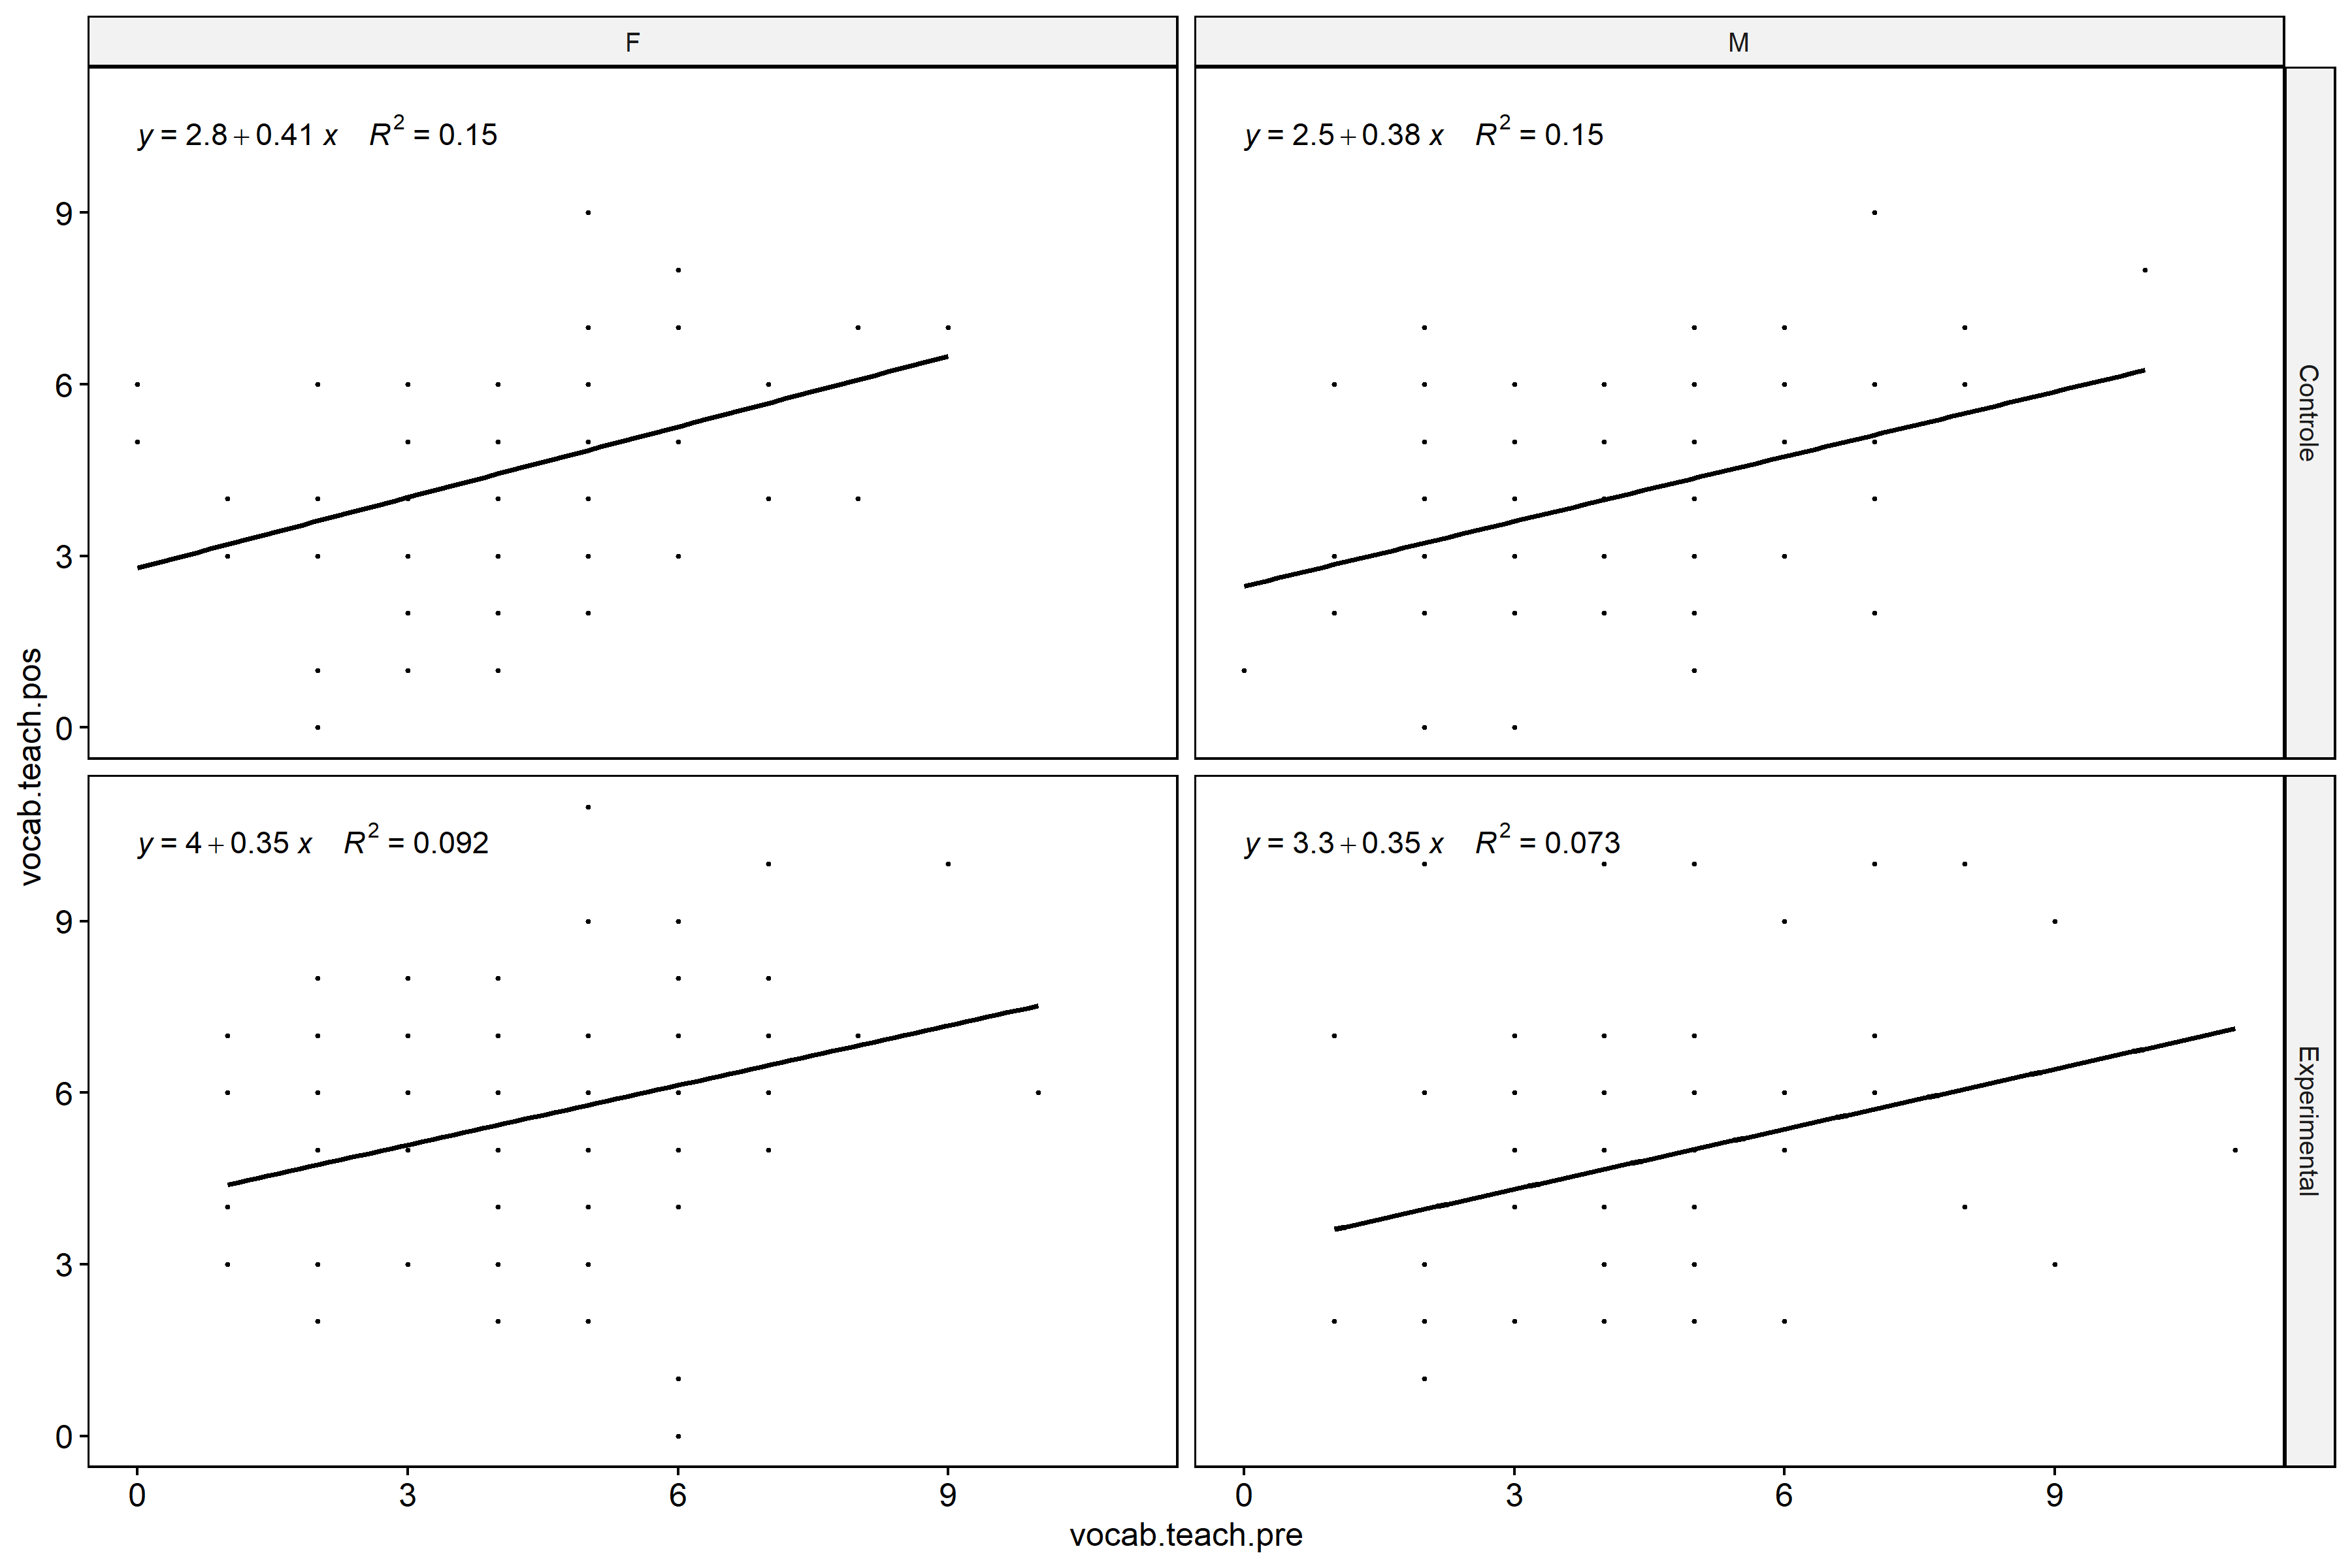 F
M
y = 2.8 + 0.41 x R² = 0.15
y = 2.5 + 0.38 x R² = 0.15
9
6
3
0
Controle
vocab.teach.pos
y = 4 + 0.35 x R² = 0.092
y = 3.3 + 0.35 x R² = 0.073
9
6
3
0
Experimental
0 3 6 9
0 3 6 9
vocab.teach.pre